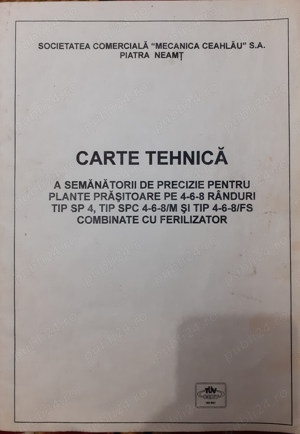 SOCIETATEA COMERCIALĂ "MECANICA CEAHLĂU" S.A.
PIATRA NEAMȚ
CARTE TEHNICĂ
A SEMĂNĂTORII DE PRECIZIE PENTRU
PLANTE PRĂȘITOARE PE 4-6-8 RÂNDURI
TIP SP 4, TIP SPC 4-6-8/M ȘI TIP 4-6-8/FS
COMBINATE CU FERILIZATOR
TÜV